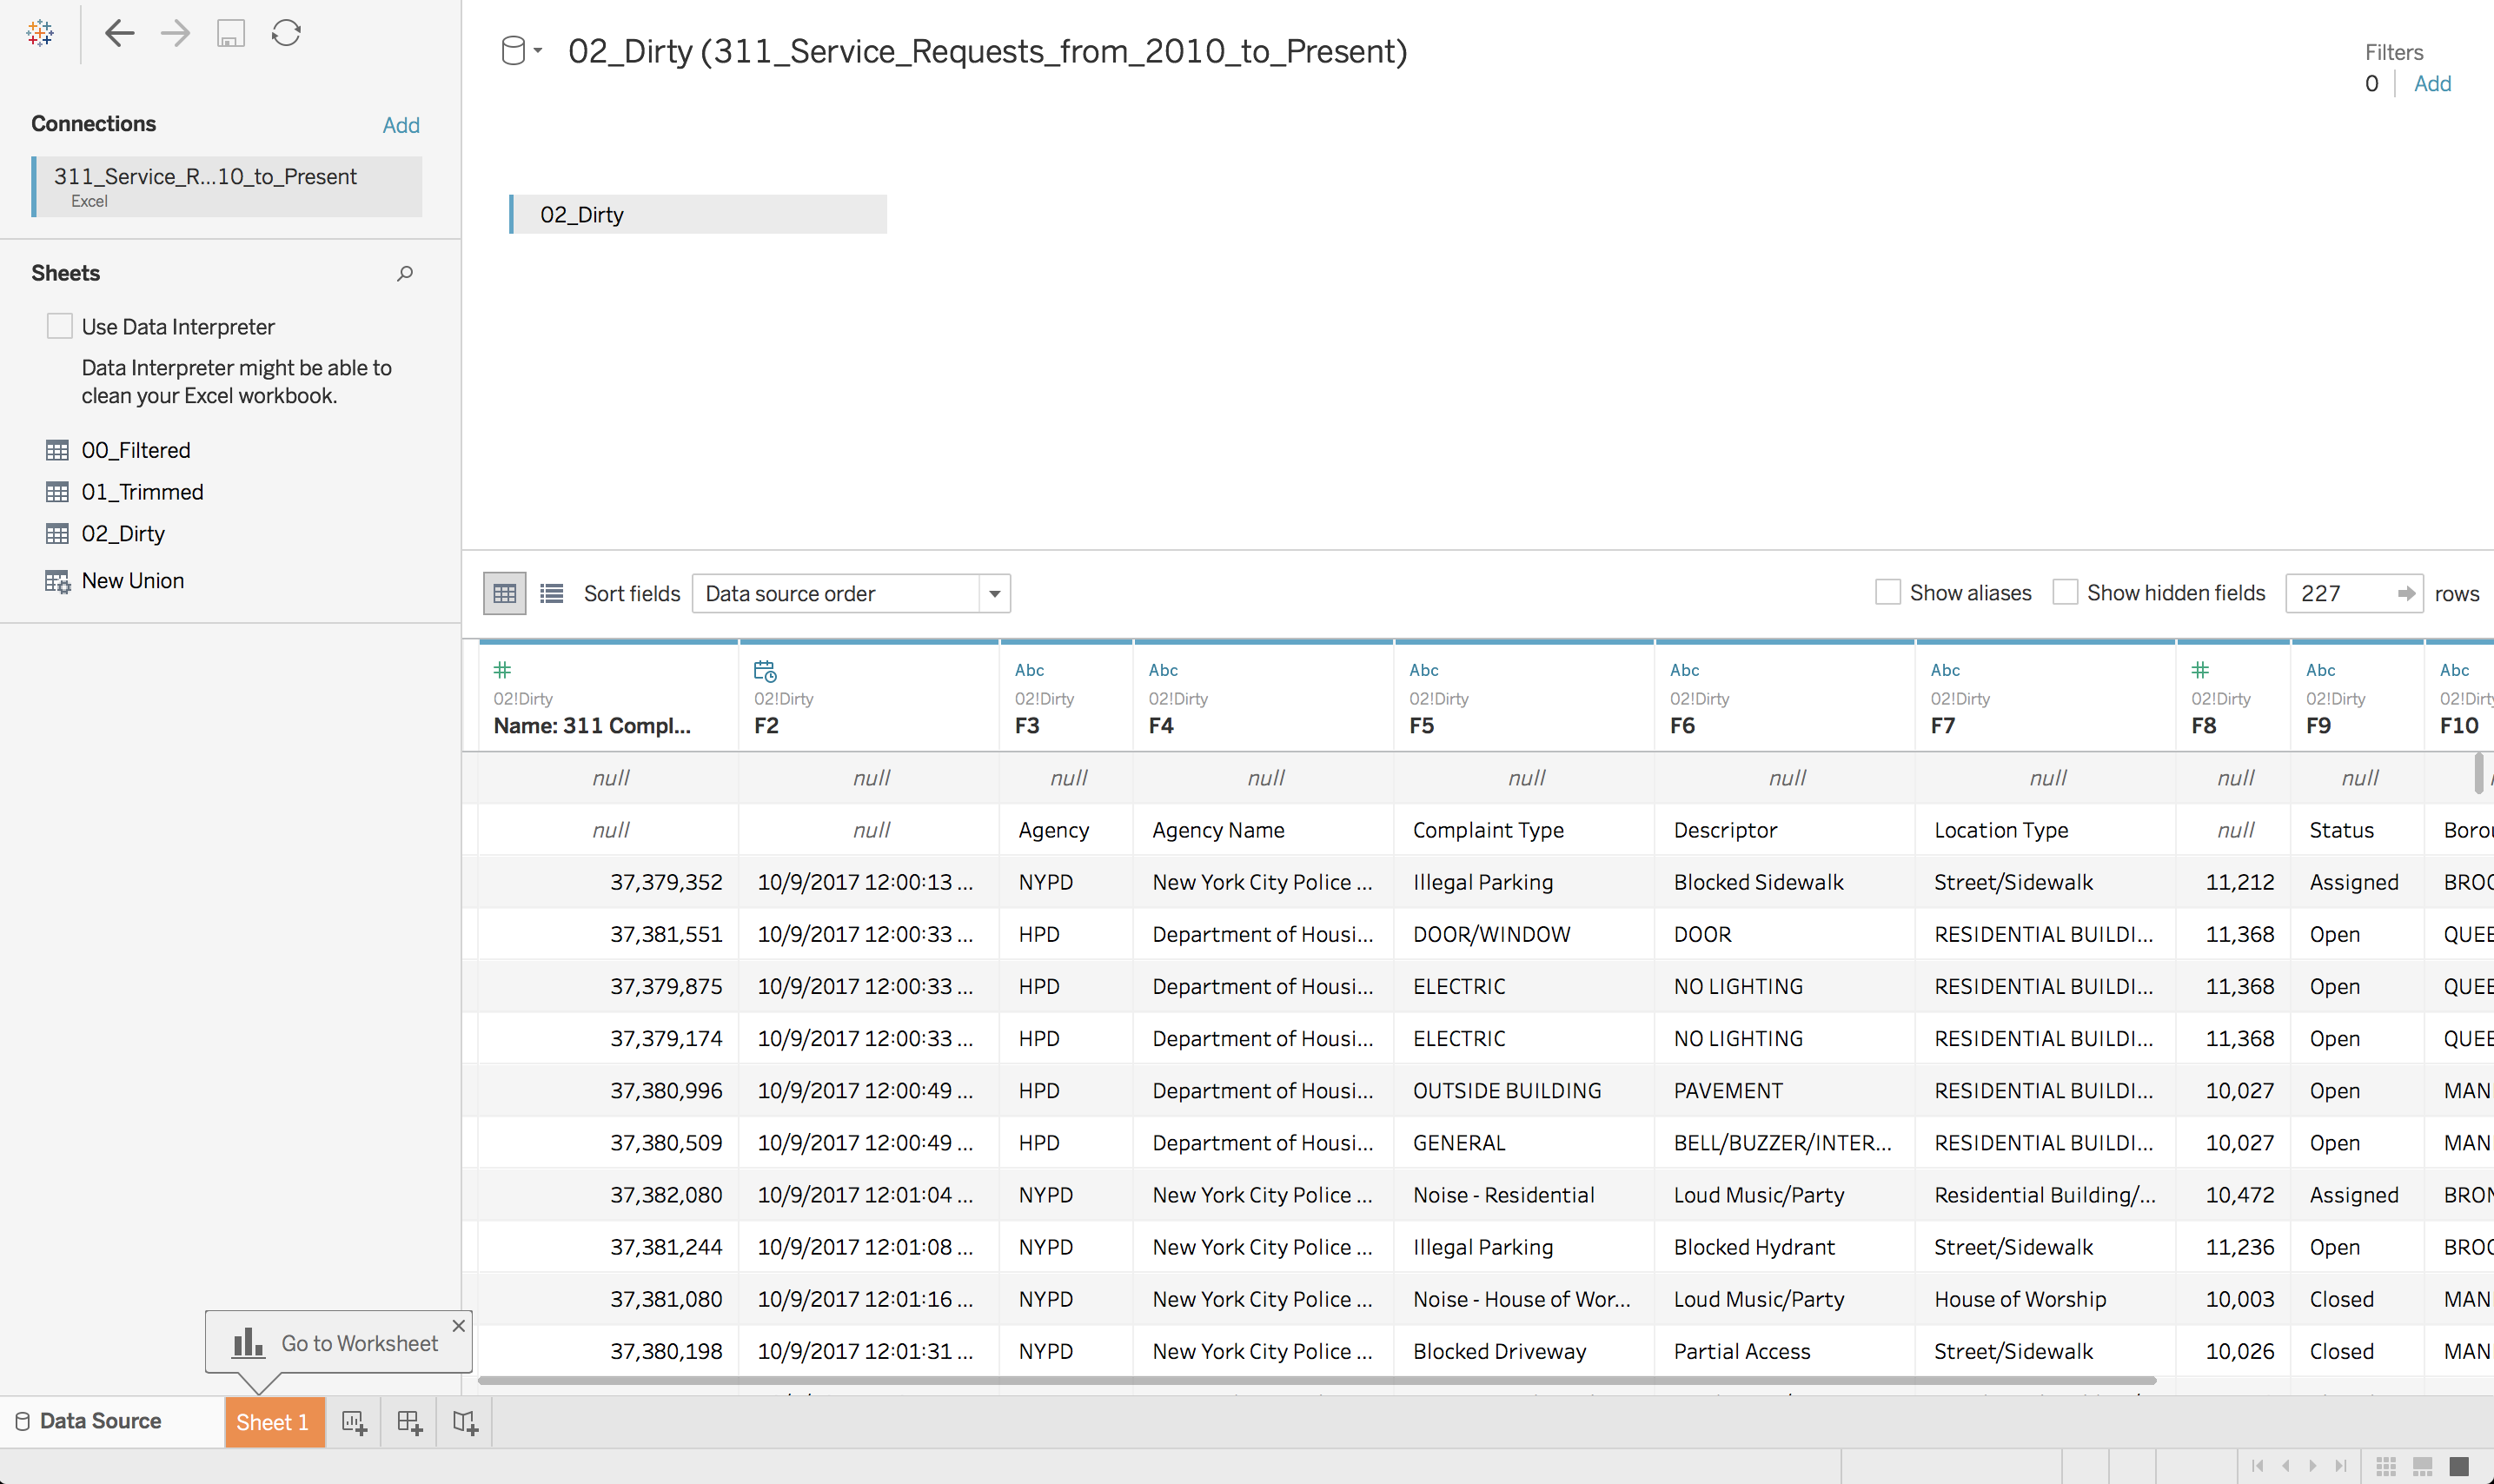 02_Dirty (311_Service_Requests_from_2010_to_Present)
Filters
0 Add
Connections Add
311_Service_R...10_to_Present
Excel
02_Dirty
Sheets
Use Data Interpreter
Data Interpreter might be able to
clean your Excel workbook.
00_Filtered
01_Trimmed
02_Dirty
New Union
Sort fields Data source order Show aliases Show hidden fields 227 rows
# Abc Abc Abc Abc Abc # Abc Abc
02!Dirty 02!Dirty 02!Dirty 02!Dirty 02!Dirty 02!Dirty 02!Dirty 02!Dirty 02!Dirty 02!Dirty
Name: 311 Compl... F2 F3 F4 F5 F6 F7 F8 F9 F10
null null null null null null null null null
null null Agency Agency Name Complaint Type Descriptor Location Type null Status Borou
37,379,352 10/9/2017 12:00:13 ... NYPD New York City Police ... Illegal Parking Blocked Sidewalk Street/Sidewalk 11,212 Assigned BROO
37,381,551 10/9/2017 12:00:33 ... HPD Department of Housi... DOOR/WINDOW DOOR RESIDENTIAL BUILDI... 11,368 Open QUEE
37,379,875 10/9/2017 12:00:33 ... HPD Department of Housi... ELECTRIC NO LIGHTING RESIDENTIAL BUILDI... 11,368 Open QUEE
37,379,174 10/9/2017 12:00:33 ... HPD Department of Housi... ELECTRIC NO LIGHTING RESIDENTIAL BUILDI... 11,368 Open QUEE
37,380,996 10/9/2017 12:00:49 ... HPD Department of Housi... OUTSIDE BUILDING PAVEMENT RESIDENTIAL BUILDI... 10,027 Open MAN
37,380,509 10/9/2017 12:00:49 ... HPD Department of Housi... GENERAL BELL/BUZZER/INTER... RESIDENTIAL BUILDI... 10,027 Open MAN
37,382,080 10/9/2017 12:01:04 ... NYPD New York City Police ... Noise - Residential Loud Music/Party Residential Building/... 10,472 Assigned BRON
37,381,244 10/9/2017 12:01:08 ... NYPD New York City Police ... Illegal Parking Blocked Hydrant Street/Sidewalk 11,236 Open BROO
37,381,080 10/9/2017 12:01:16 ... NYPD New York City Police ... Noise - House of Wor... Loud Music/Party House of Worship 10,003 Closed MAN
37,380,198 10/9/2017 12:01:31 ... NYPD New York City Police ... Blocked Driveway Partial Access Street/Sidewalk 10,026 Closed MAN
Go to Worksheet
Data Source Sheet 1